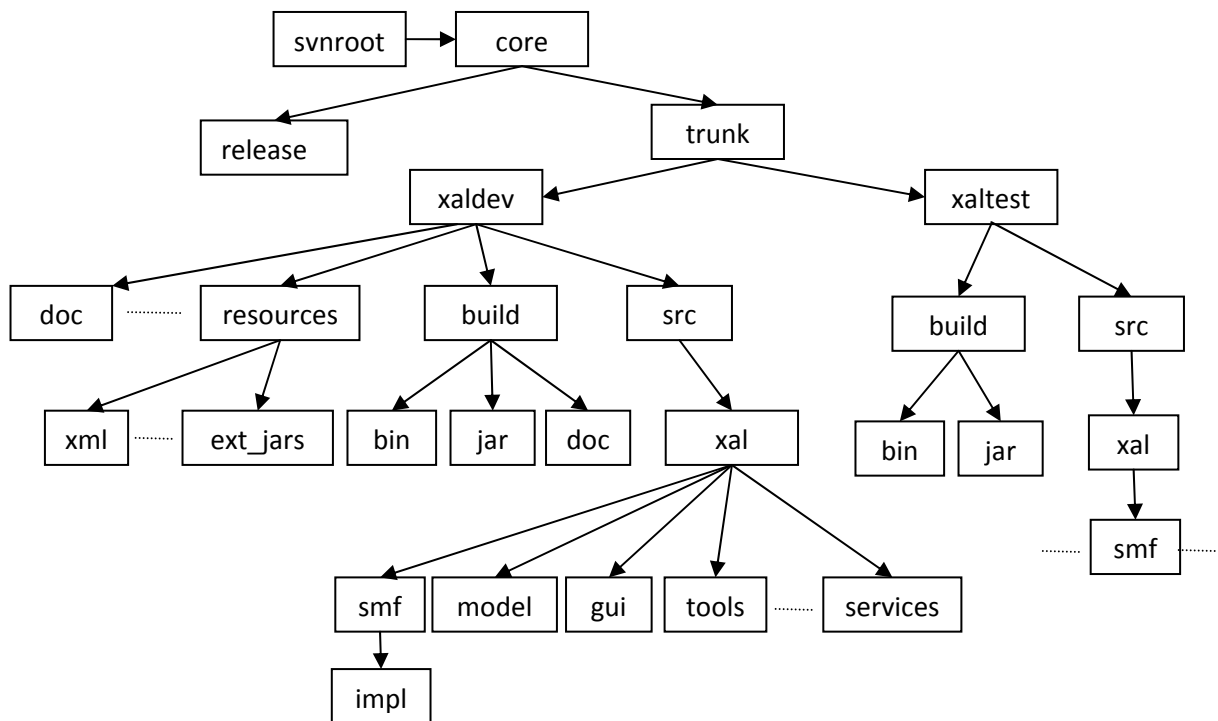 svnroot
core
release
trunk
xaldev
xaltest
doc
resources
build
src
build
src
xml
ext_jars
bin
jar
doc
xal
bin
jar
xal
smf
smf
model
gui
tools
services
impl